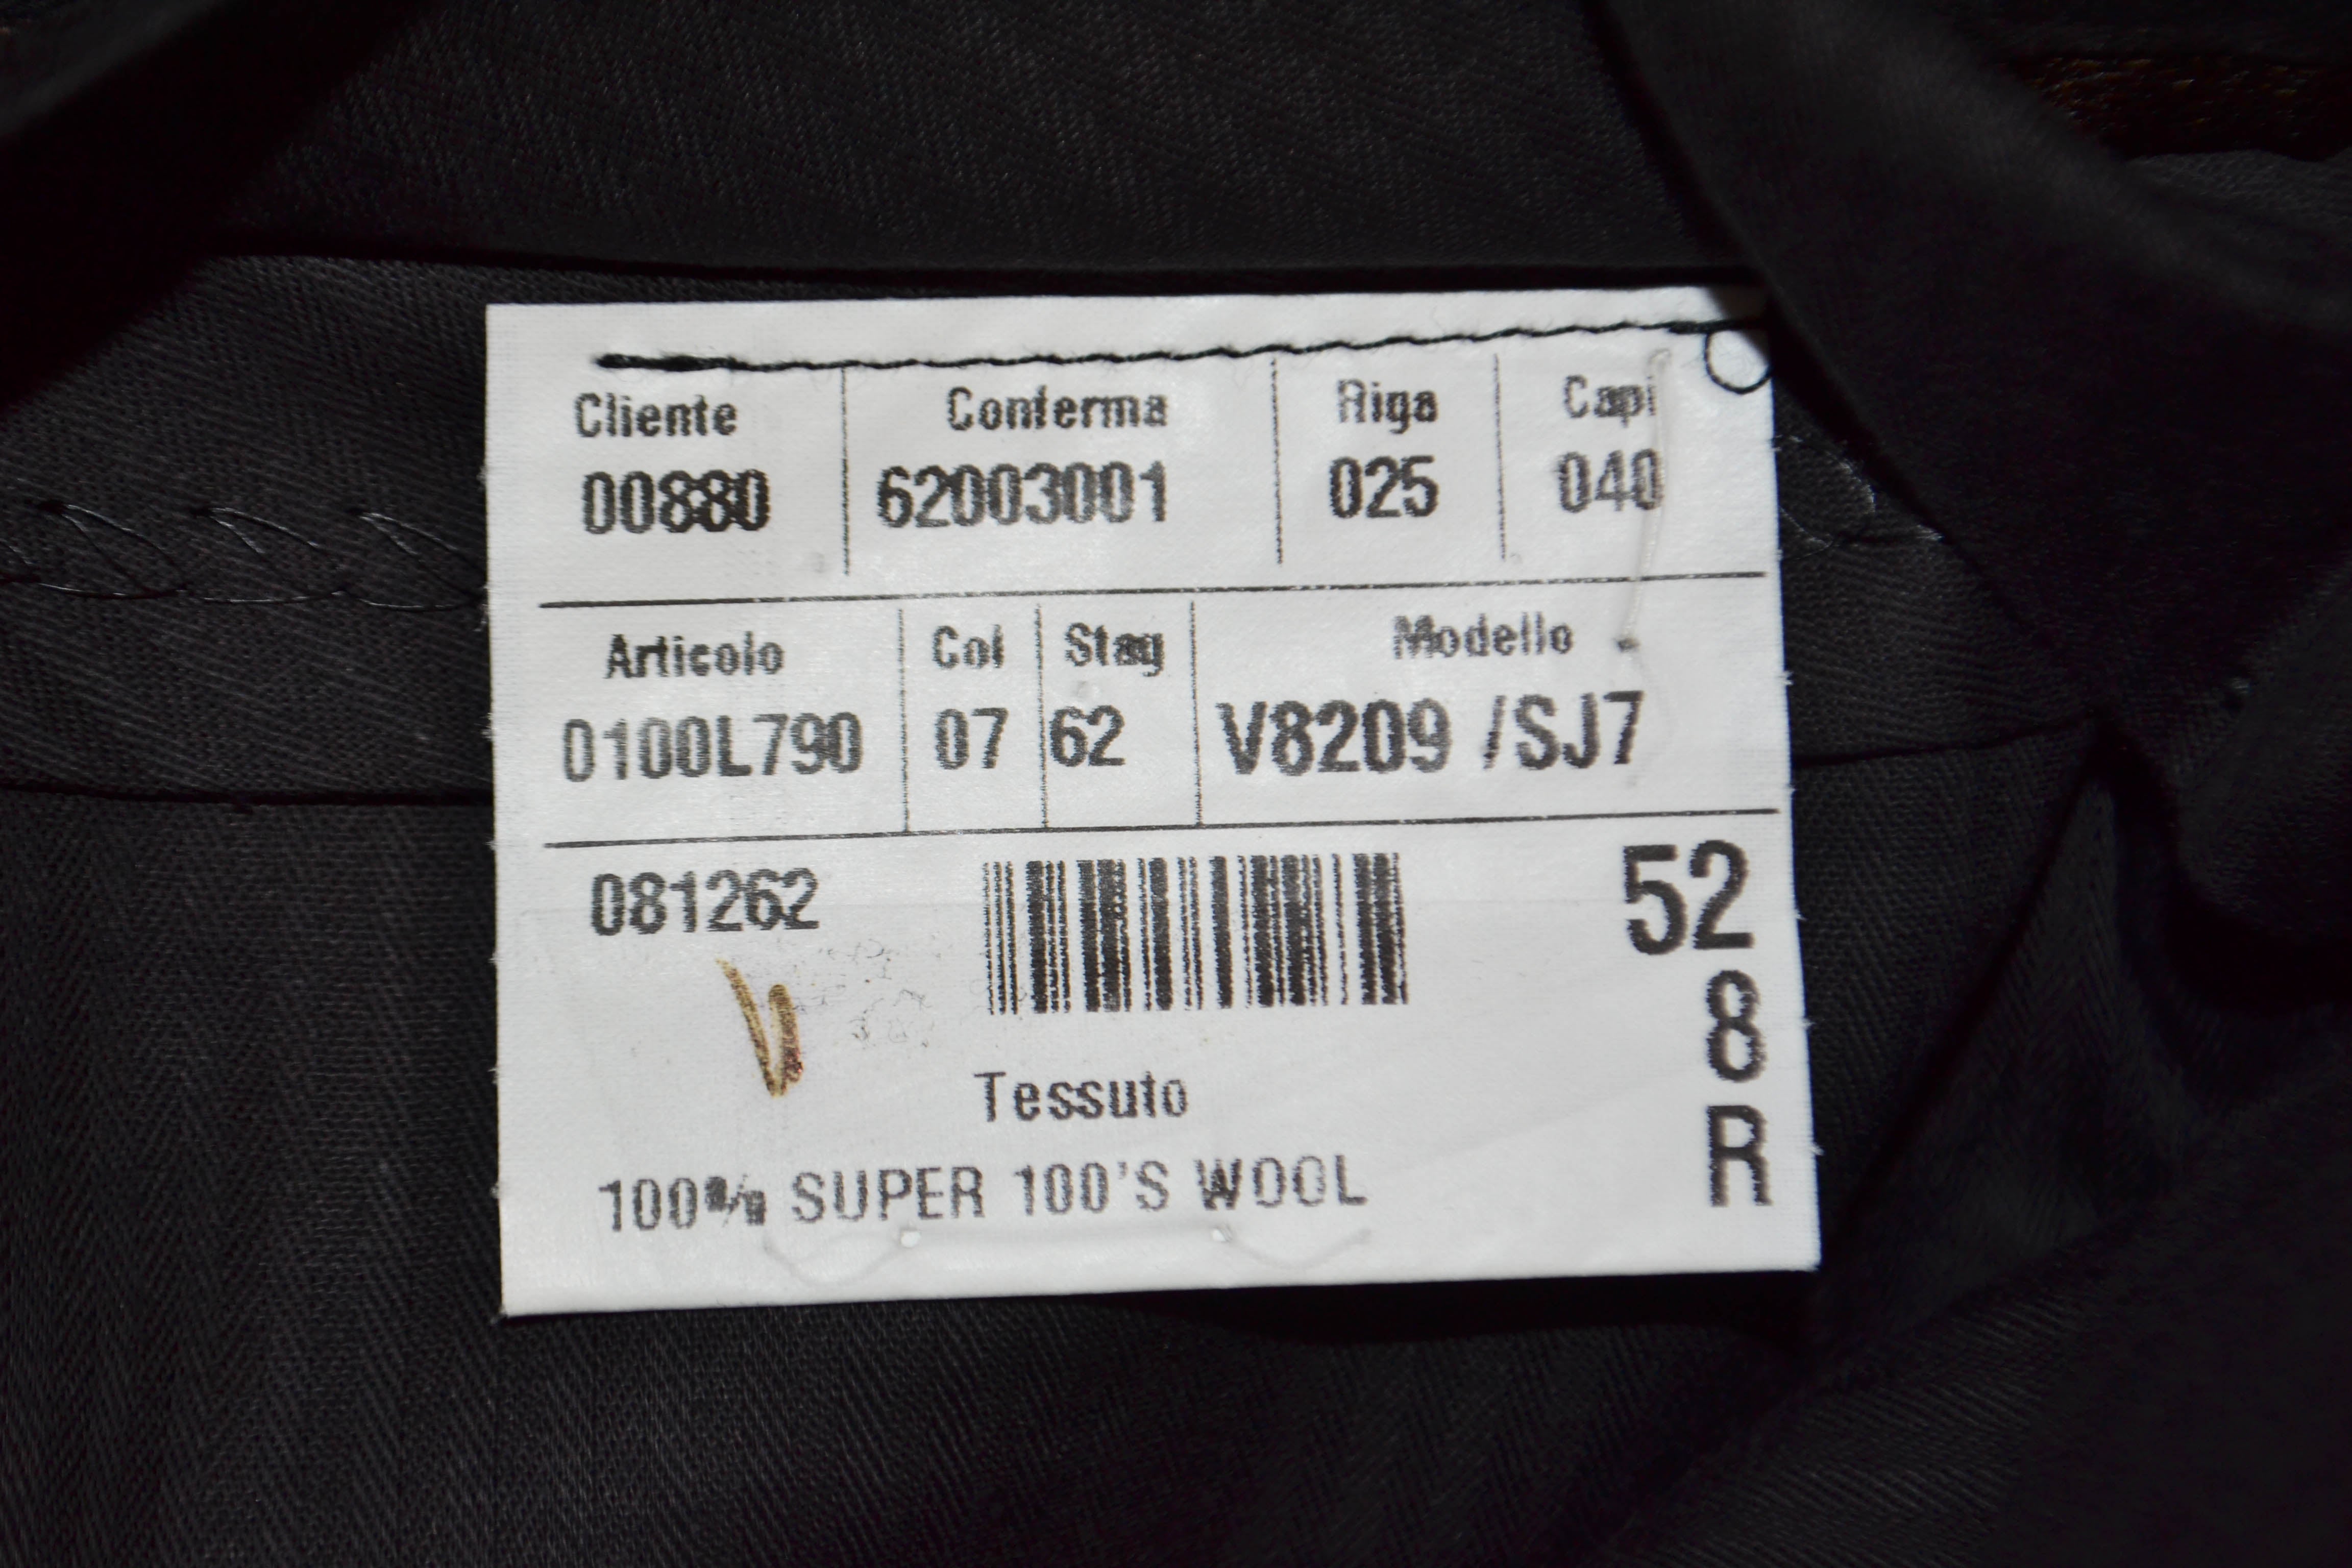 Cliente Conferma Riga Capi
00880 62003001 025 040
Articolo Col Stag Modello
0100L790 07 62 V8209 /SJ7
081262 52
8
R
Tessuto
100% SUPER 100'S WOOL